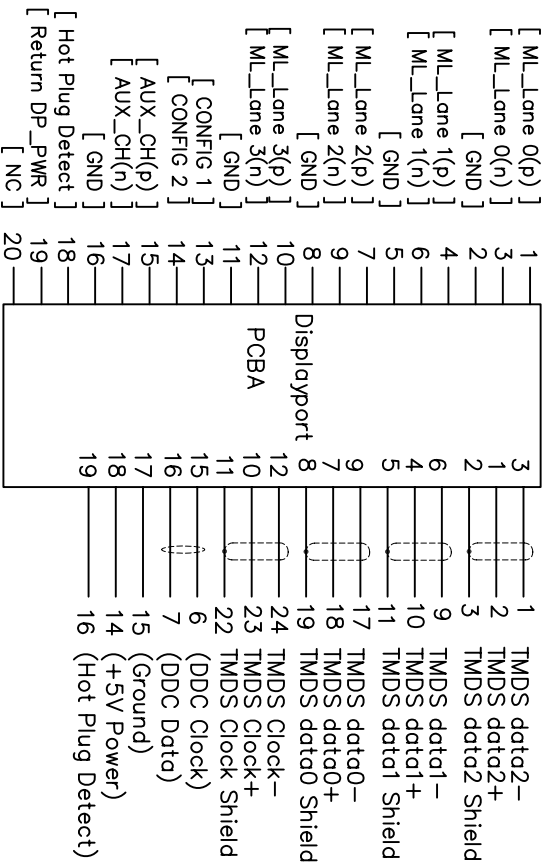 [ ML_Lane 0(p) ] 1
[ ML_Lane 0(n) ] 3
[ GND ] 2
[ ML_Lane 1(p) ] 4
[ ML_Lane 1(n) ] 6
[ GND ] 5
[ ML_Lane 2(p) ] 7
[ ML_Lane 2(n) ] 9
[ GND ] 8
[ ML_Lane 3(p) ] 10
[ ML_Lane 3(n) ] 12
[ GND ] 11
[ CONFIG 1 ] 13
[ CONFIG 2 ] 14
[ AUX_CH(p) ] 15
[ AUX_CH(n) ] 17
[ GND ] 16
[ Hot Plug Detect ] 18
[ Return DP_PWR ] 19
[ NC ] 20
Displayport
PCBA
3 1 TMDS data2-
1 2 TMDS data2+
2 3 TMDS data2 Shield
6 9 TMDS data1-
4 10 TMDS data1+
5 11 TMDS data1 Shield
9 17 TMDS data0-
7 18 TMDS data0+
8 19 TMDS data0 Shield
12 24 TMDS Clock-
10 23 TMDS Clock+
11 22 TMDS Clock Shield
15 6 (DDC Clock)
16 7 (DDC Data)
17 15 (Ground)
18 14 (+5V Power)
19 16 (Hot Plug Detect)